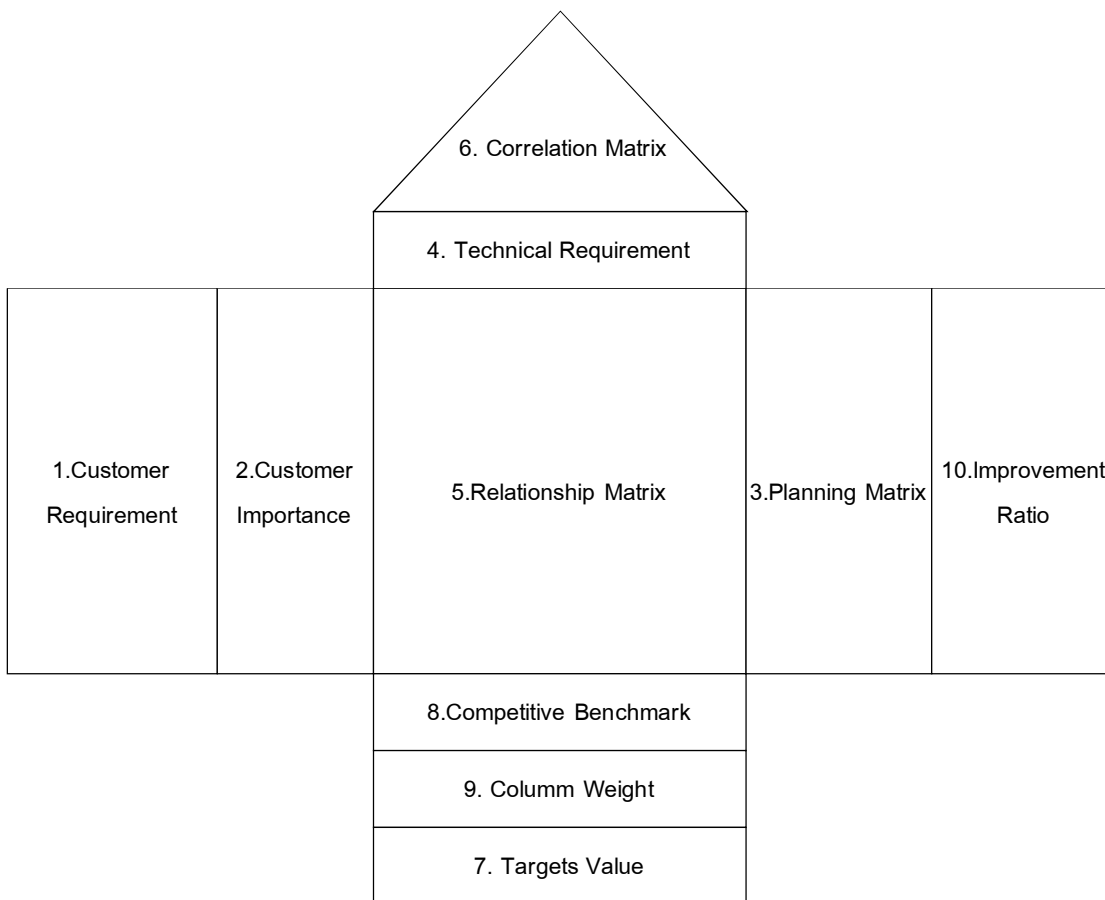 6. Correlation Matrix
4. Technical Requirement
1.Customer
Requirement
2.Customer
Importance
5.Relationship Matrix
3.Planning Matrix
10.Improvement
Ratio
8.Competitive Benchmark
9. Columm Weight
7. Targets Value